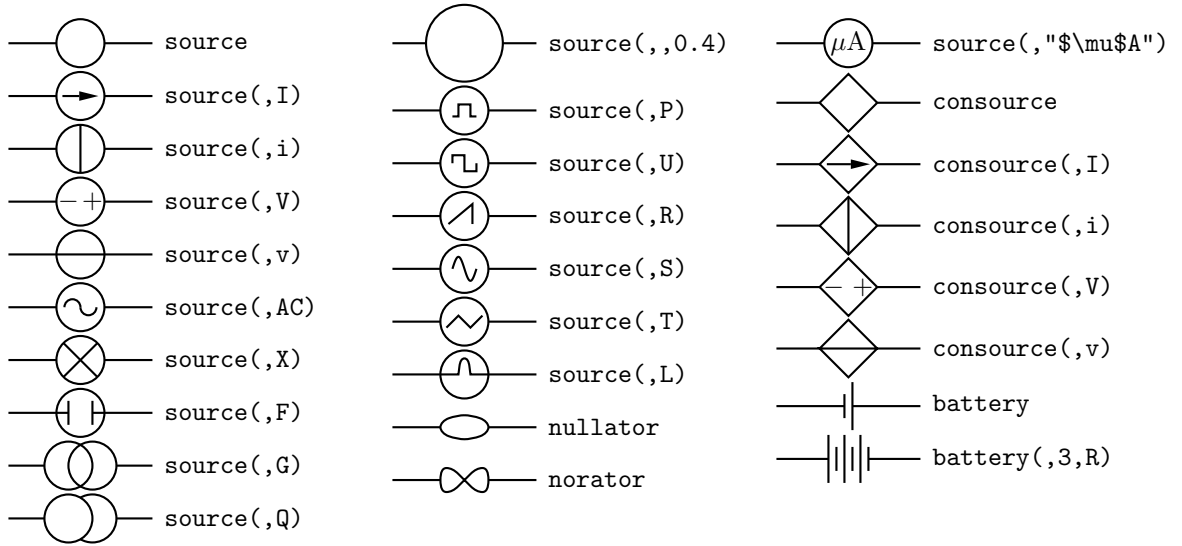 source
source(,I)
source(,i)
− +
source(,V)
source(,v)
source(,AC)
source(,X)
source(,F)
source(,G)
source(,Q)
source(,,0.4)
source(,P)
source(,U)
source(,R)
source(,S)
source(,T)
source(,L)
nullator
norator
μA
source(,"$\mu$A")
consource
consource(,I)
consource(,i)
− +
consource(,V)
consource(,v)
battery
battery(,3,R)